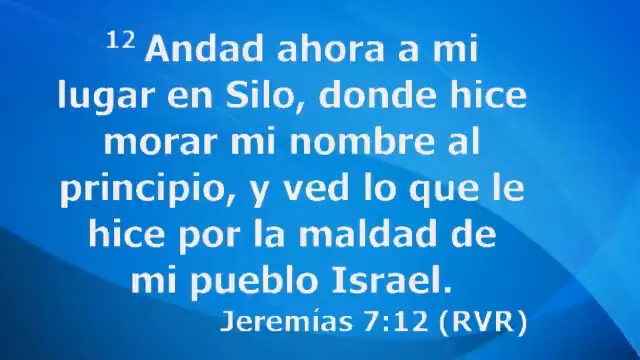 12 Andad ahora a mi
lugar en Silo, donde hice
morar mi nombre al
principio, y ved lo que le
hice por la maldad de
mi pueblo Israel.
Jeremías 7:12 (RVR)